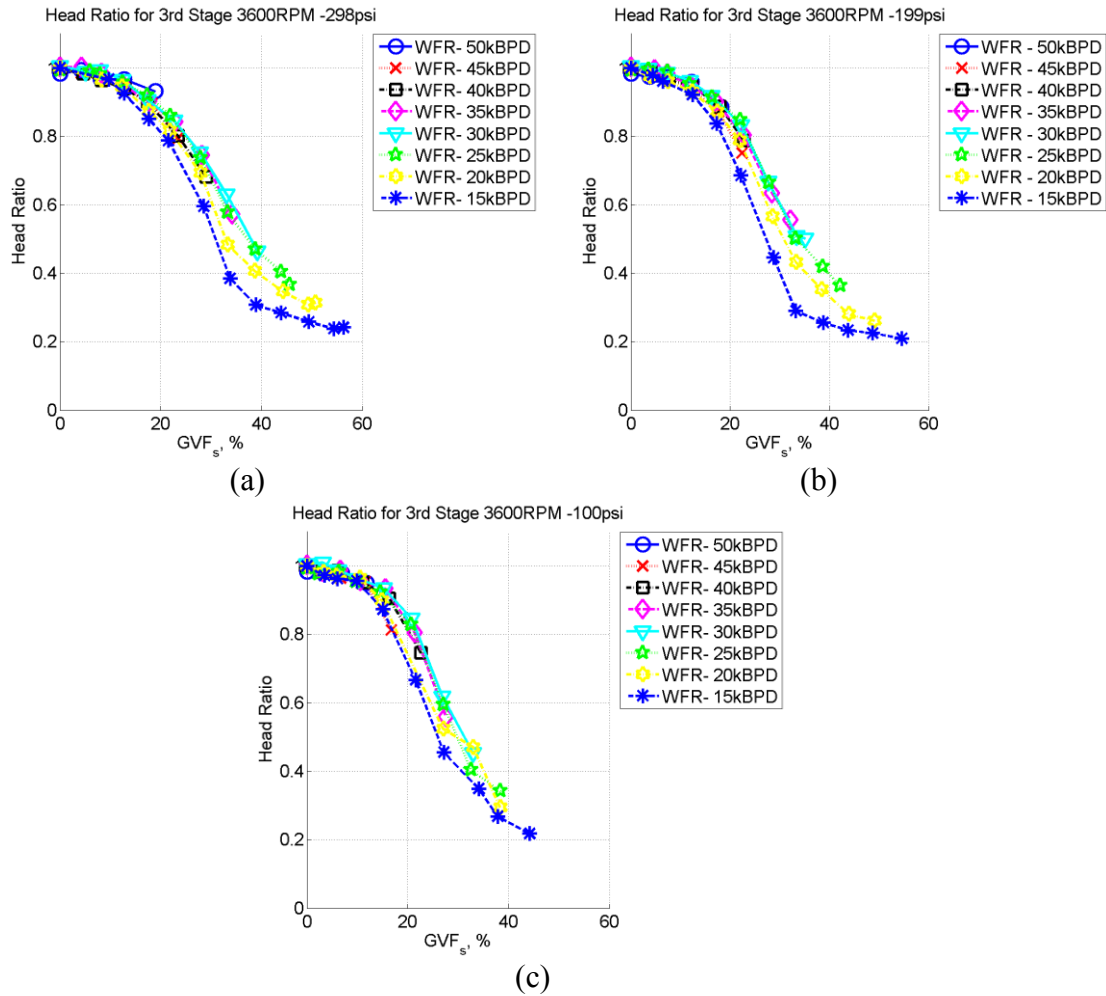 Head Ratio for 3rd Stage 3600RPM -298psi
Head Ratio
0.8
0.6
0.4
0.2
0
0 20 40 60
GVFs, %
WFR- 50kBPD
WFR- 45kBPD
WFR- 40kBPD
WFR- 35kBPD
WFR- 30kBPD
WFR- 25kBPD
WFR- 20kBPD
WFR - 15kBPD
(a)
Head Ratio for 3rd Stage 3600RPM -199psi
Head Ratio
0.8
0.6
0.4
0.2
0
0 20 40 60
GVFs, %
WFR - 50kBPD
WFR - 45kBPD
WFR - 40kBPD
WFR - 35kBPD
WFR - 30kBPD
WFR - 25kBPD
WFR - 20kBPD
WFR - 15kBPD
(b)
Head Ratio for 3rd Stage 3600RPM -100psi
Head Ratio
0.8
0.6
0.4
0.2
0
0 20 40 60
GVFs, %
WFR- 50kBPD
WFR- 45kBPD
WFR- 40kBPD
WFR- 35kBPD
WFR- 30kBPD
WFR- 25kBPD
WFR- 20kBPD
WFR- 15kBPD
(c)